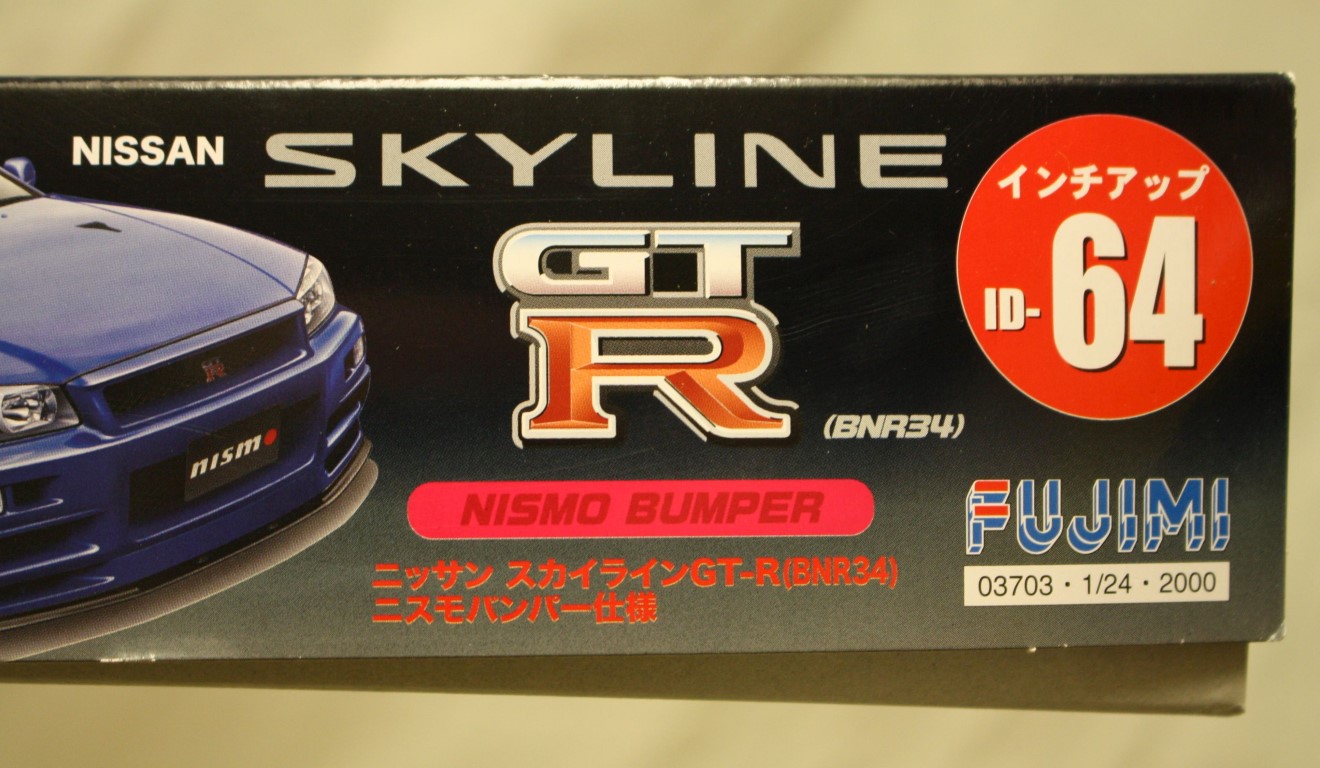 NISSAN SKYLINE
GT
R
(BNR34)
インチアップ
ID-64
nismo
NISMO BUMPER
ニッサン スカイラインGT-R(BNR34)
ニスモバンパー仕様
FUJIMI
03703・1/24・2000